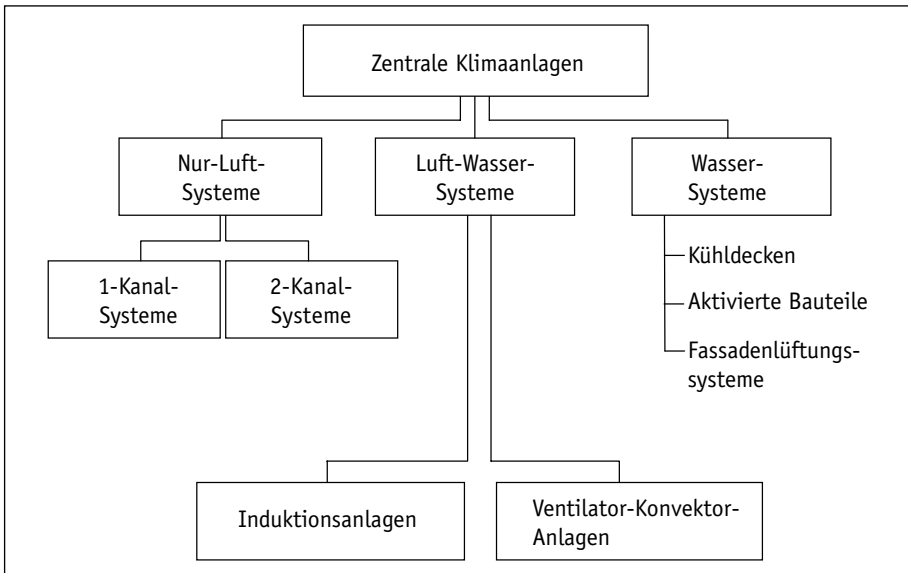 Zentrale Klimaanlagen
Nur-Luft-
Systeme
Luft-Wasser-
Systeme
Wasser-
Systeme
1-Kanal-
Systeme
2-Kanal-
Systeme
Kühldecken
Aktivierte Bauteile
Fassadenlüftungs-
systeme
Induktionsanlagen
Ventilator-Konvektor-
Anlagen